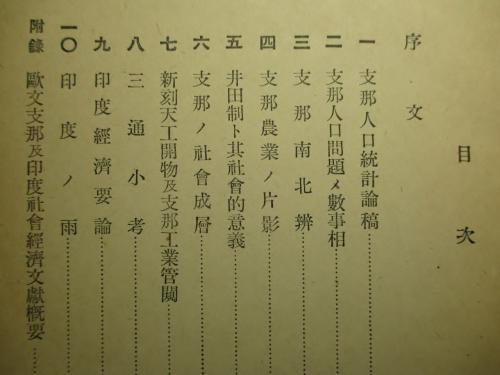 目次
序文
一 支那人口統計論稿
二 支那人口問題ノ數事相
三 支那南北辨
四 支那農業ノ片影
五 井田制ト其社會的意義
六 支那ノ社會成層
七 新刻天工開物及支那工業管闚
八 三通小考
九 印度經濟要論
一〇 印度ノ雨
附錄 歐文支那及印度社會經濟文獻概要